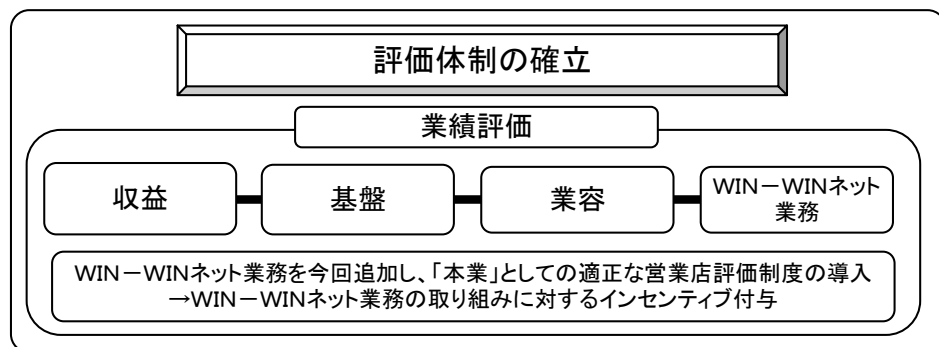 評価体制の確立
業績評価
収益
基盤
業容
WIN－WINネット
業務
WIN－WINネット業務を今回追加し、「本業」としての適正な営業店評価制度の導入
→WIN－WINネット業務の取り組みに対するインセンティブ付与